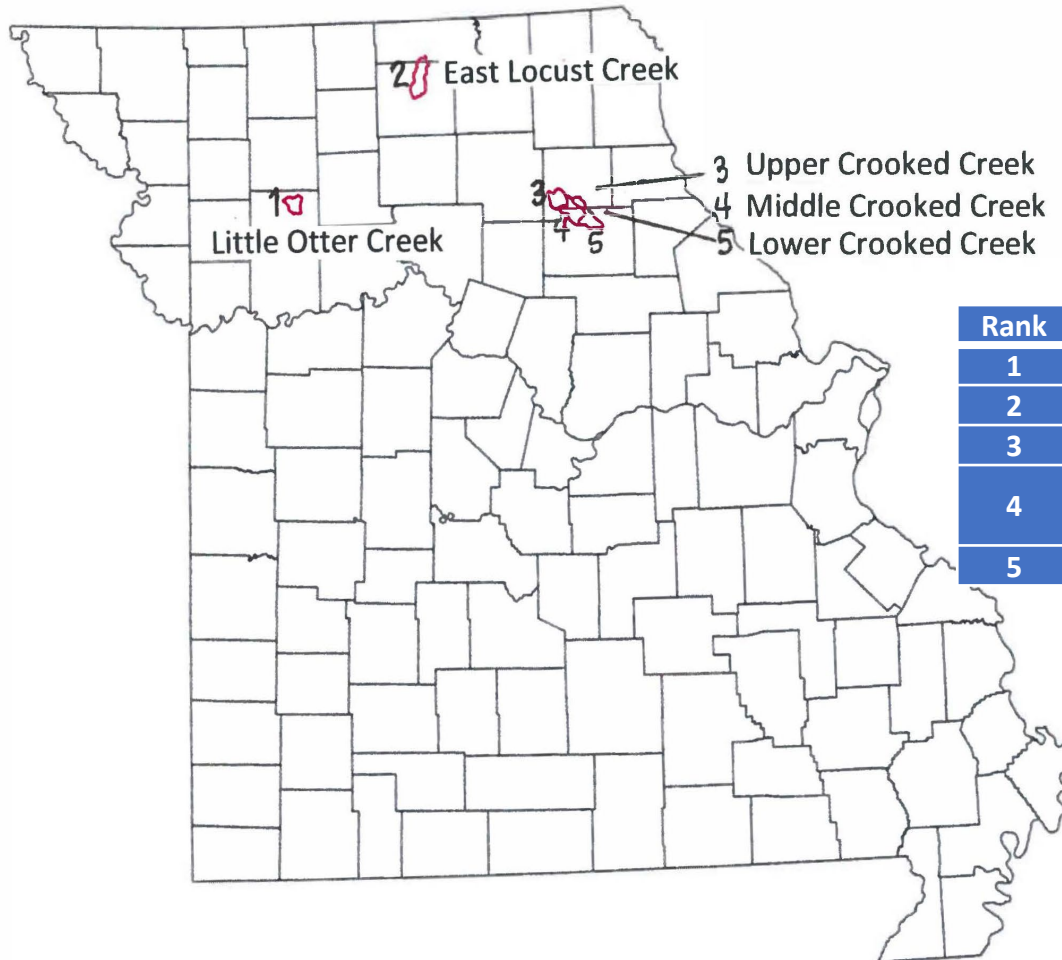 2 East Locust Creek
3 Upper Crooked Creek
3
1
4 Middle Crooked Creek
Little Otter Creek
4 5
5 Lower Crooked Creek
Rank
1
2
3
4
5